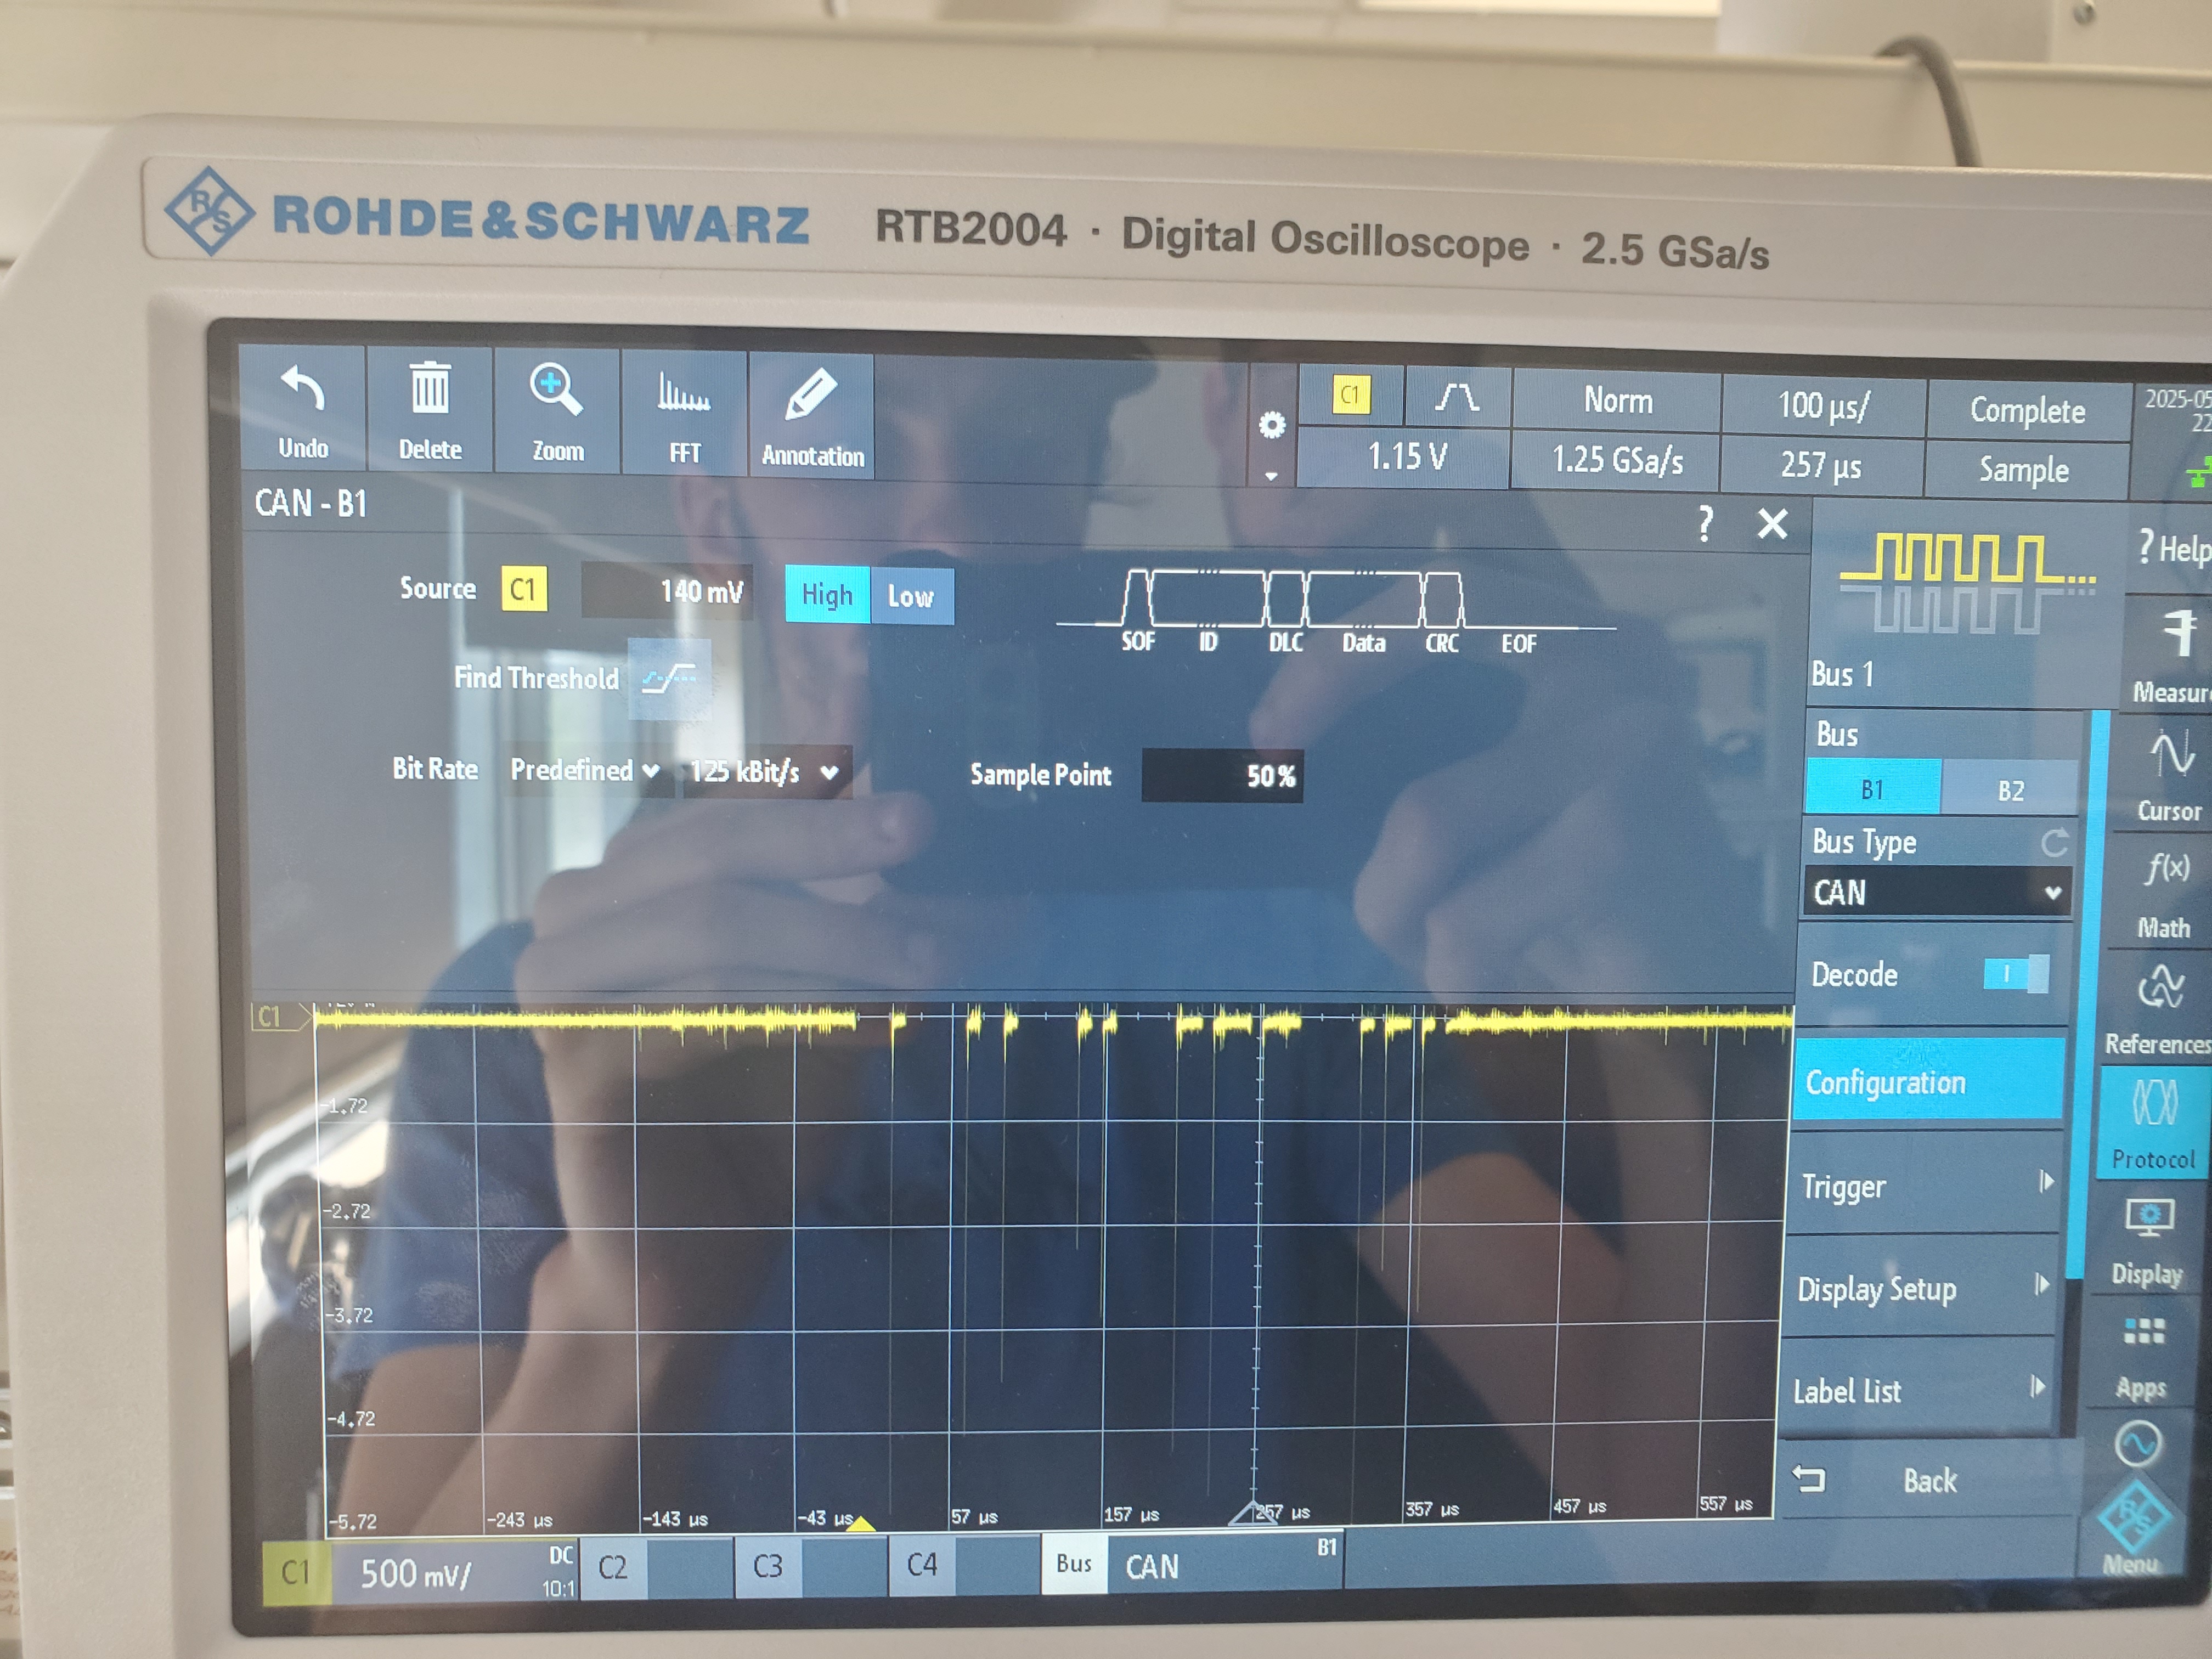 ROHDE&SCHWARZ RTB2004 · Digital Oscilloscope · 2.5 GSa/s
Undo
Delete
Zoom
FFT
Annotation
C1
1.15 V
Norm
1.25 GSa/s
100 µs/
257 µs
Complete
Sample
2025-05
22
CAN - B1
?
Source C1 140 mV High Low
SOF ID DLC Data CRC EOF
Find Threshold
Bit Rate Predefined 125 kBit/s Sample Point 50 %
Bus 1
Bus
B1 B2
Bus Type
CAN
Decode
Configuration
Trigger
Display Setup
Label List
Back
? Help
Measur
Cursor
f(x)
Math
References
Protocol
Display
Apps
R S
Menu
C1
-1.72
-2.72
-3.72
-4.72
-5.72
-243 µs -143 µs -43 µs 57 µs 157 µs 257 µs 357 µs 457 µs 557 µs
C1 500 mV/ DC 10:1 C2 C3 C4 Bus CAN B1